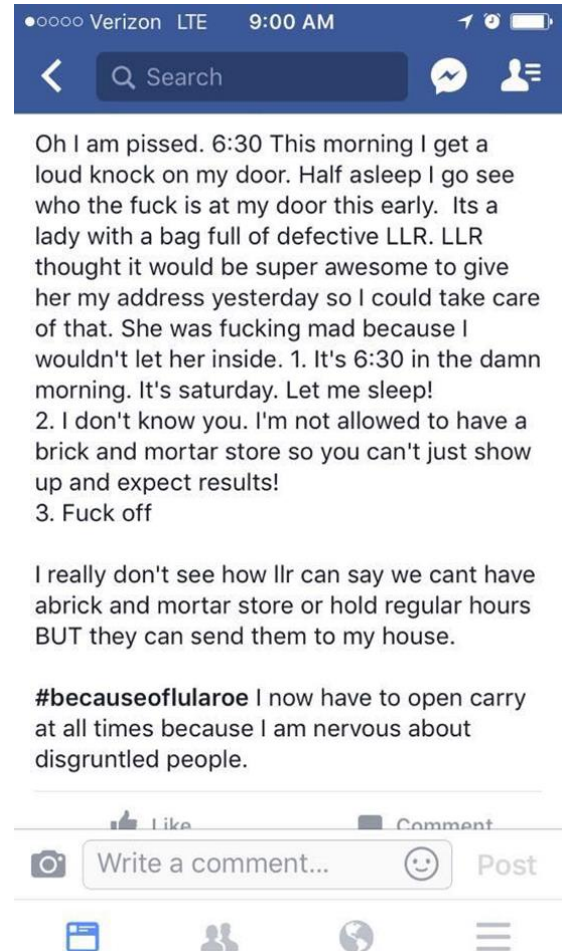 Verizon LTE 9:00 AM
Search
Oh I am pissed. 6:30 This morning I get a
loud knock on my door. Half asleep I go see
who the fuck is at my door this early.  Its a
lady with a bag full of defective LLR. LLR
thought it would be super awesome to give
her my address yesterday so I could take care
of that. She was fucking mad because I
wouldn't let her inside. 1. It's 6:30 in the damn
morning. It's saturday. Let me sleep!
2. I don't know you. I'm not allowed to have a
brick and mortar store so you can't just show
up and expect results!
3. Fuck off
I really don't see how llr can say we cant have
abrick and mortar store or hold regular hours
BUT they can send them to my house.
#becauseoflularoe I now have to open carry
at all times because I am nervous about
disgruntled people.
Like Comment
Write a comment... Post